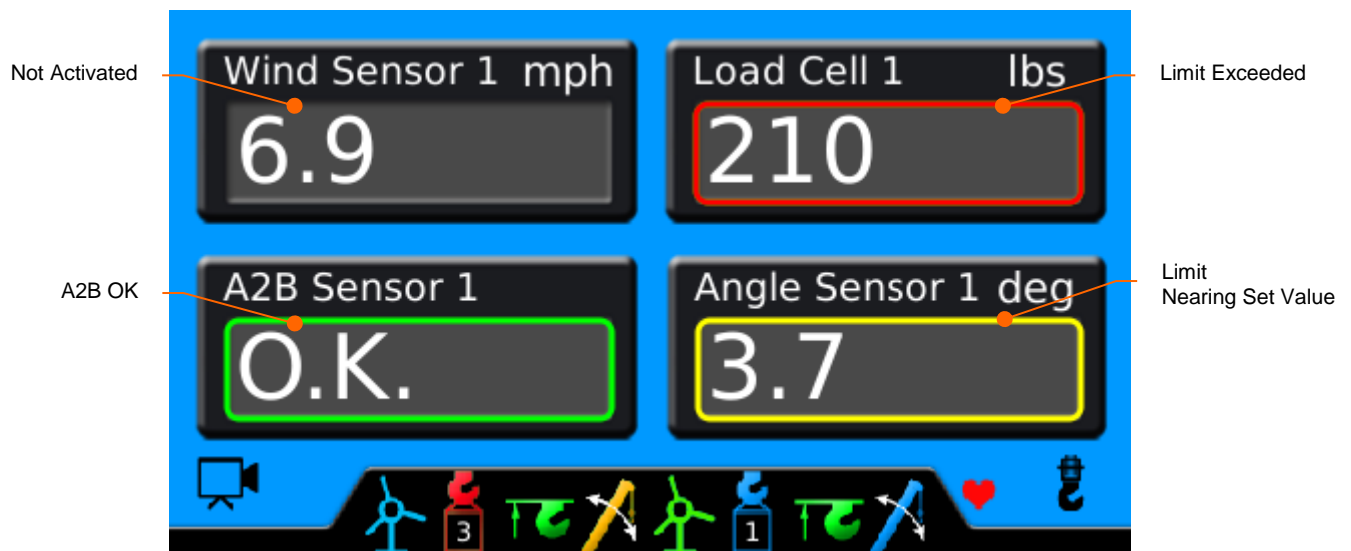 Wind Sensor 1 mph
Load Cell 1 lbs
Not Activated
Limit Exceeded
6.9
210
A2B Sensor 1
Angle Sensor 1 deg
A2B OK
Limit
Nearing Set Value
O.K.
3.7
3
1